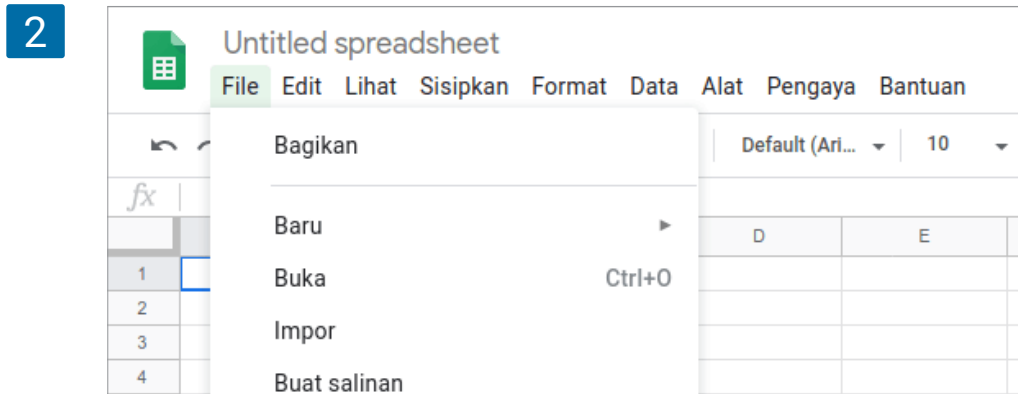 2
Untitled spreadsheet
File Edit Lihat Sisipkan Format Data Alat Pengaya Bantuan
Bagikan
Default (Ari... 10
fx
Baru
D E
1
Buka Ctrl+O
2
Impor
3
4
Buat salinan